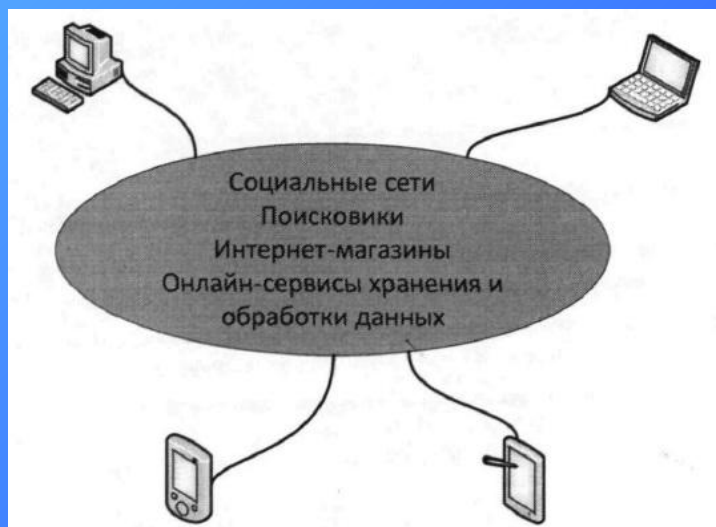 Социальные сети
Поисковики
Интернет-магазины
Онлайн-сервисы хранения и
обработки данных